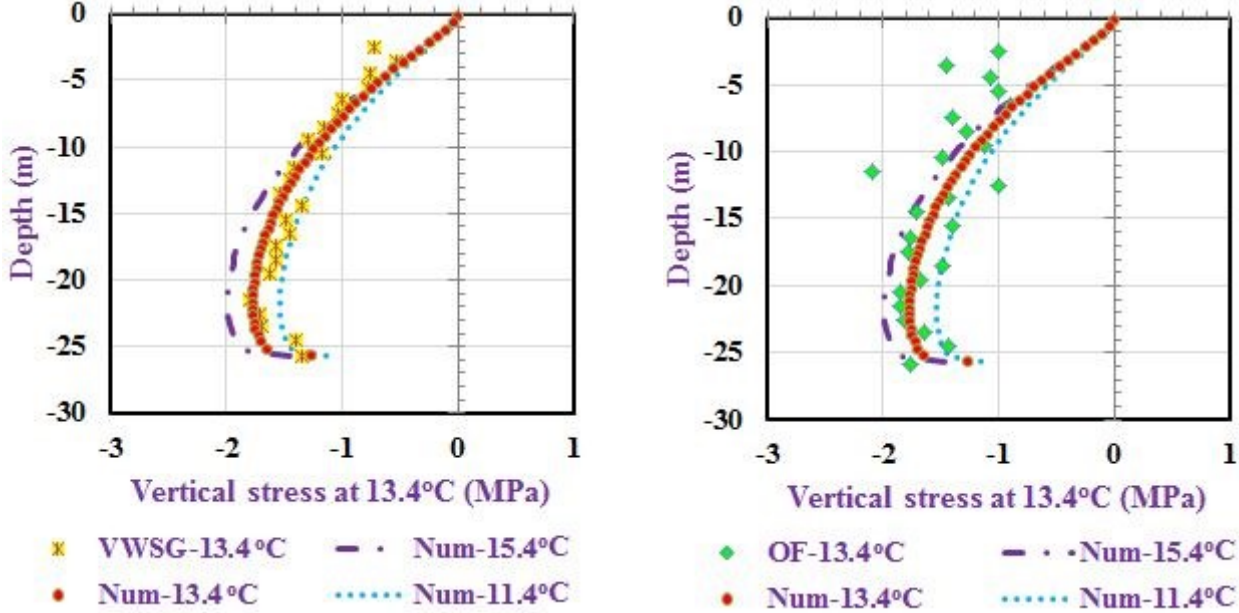 0
-5
-10
-15
-20
-25
-30
Depth (m)
-3 -2 -1 0 1
Vertical stress at 13.4°C (MPa)
VWSG-13.4°C Num-15.4°C
Num-13.4°C Num-11.4°C
0
-5
-10
-15
-20
-25
-30
Depth (m)
-3 -2 -1 0 1
Vertical stress at 13.4°C (MPa)
OF-13.4°C Num-15.4°C
Num-13.4°C Num-11.4°C